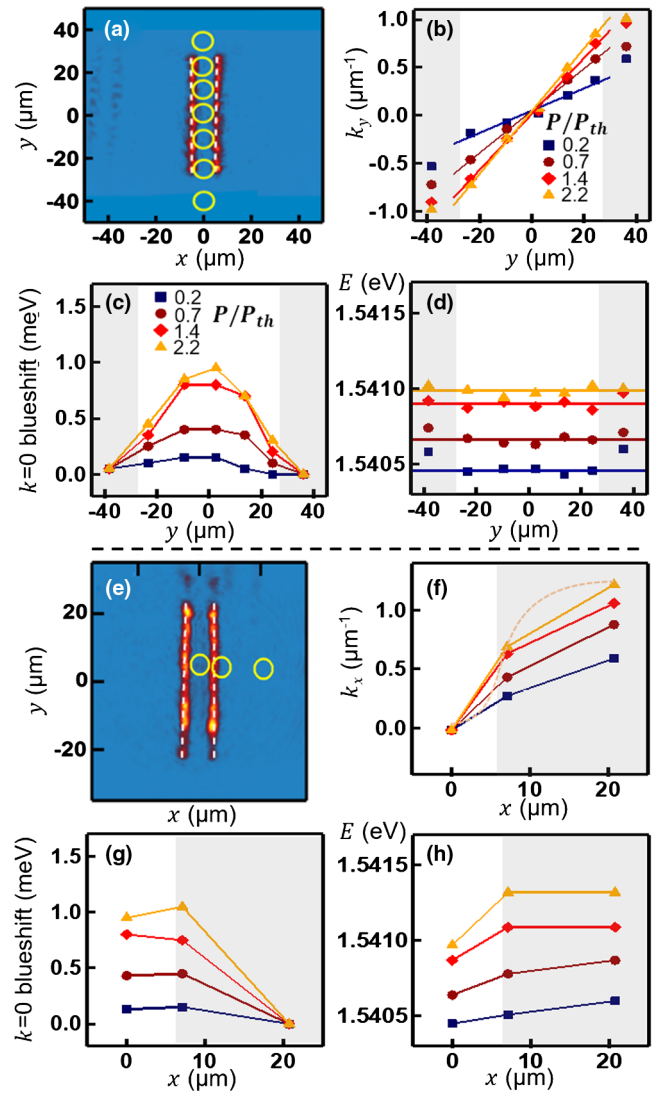 (a)
y (μm)
40
20
0
-20
-40
-40 0 40
x (μm)
(b)
k_y (μm⁻¹)
1.0
0.5
0.0
-0.5
-1.0
P/P_th
0.2
0.7
1.4
2.2
-40 -20 0 20 40
y (μm)
(c)
k=0 blueshift (meV)
1.5
1.0
0.5
0.0
0.2
0.7
1.4
2.2
P/P_th
-40 -20 0 20 40
y (μm)
(d)
E (eV)
1.5415
1.5410
1.5405
-40 -20 0 20 40
y (μm)
(e)
y (μm)
20
0
-20
x (μm)
(f)
k_x (μm⁻¹)
1.0
0.5
0.0
0 10 20
x (μm)
(g)
k=0 blueshift (meV)
1.5
1.0
0.5
0.0
0 10 20
x (μm)
(h)
E (eV)
1.5415
1.5410
1.5405
0 10 20
x (μm)